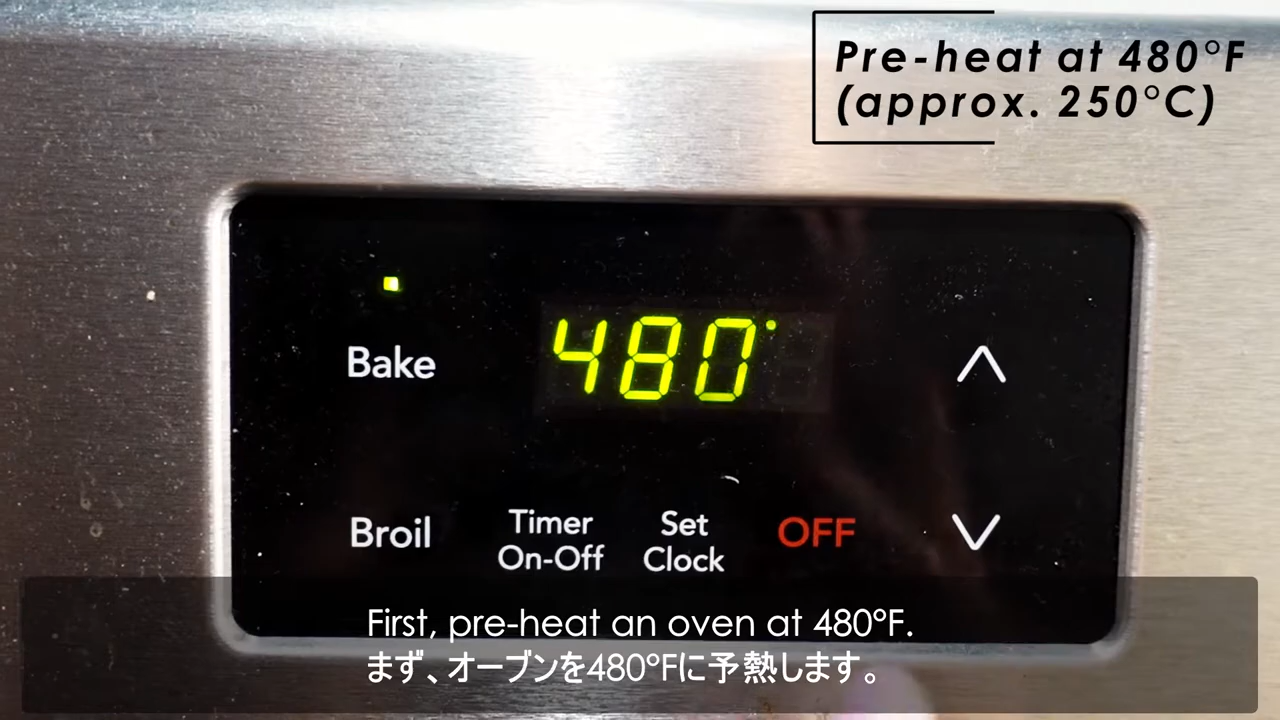 Pre-heat at 480°F
(approx. 250°C)
480°
Bake
Broil
Timer
On-Off
Set
Clock
OFF
First, pre-heat an oven at 480°F.
まず、オーブンを480°Fに予熱します。